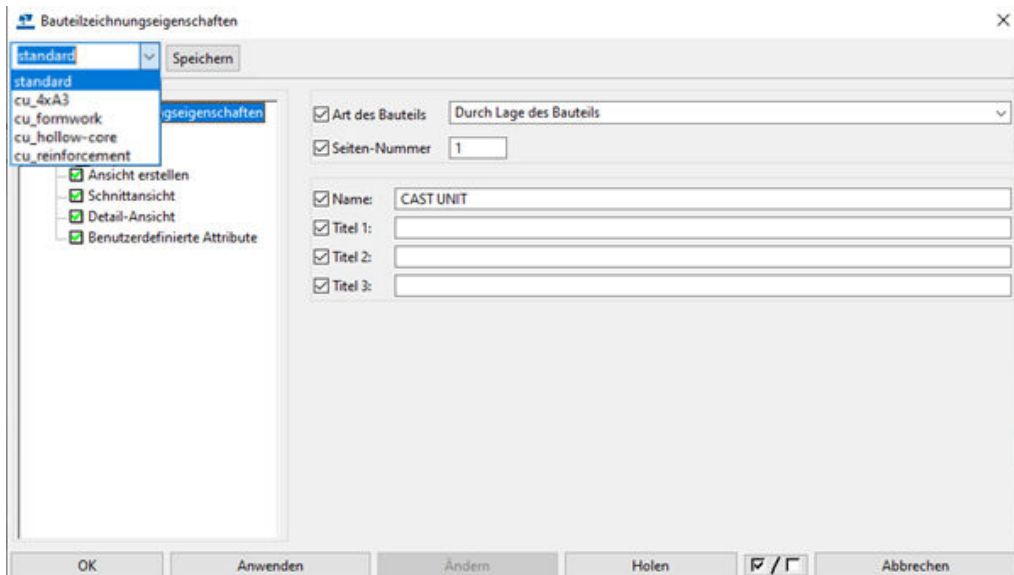 Bauteilzeichnungseigenschaften
standard
Speichern
standard
cu_4xA3
cu_formwork
cu_hollow-core
cu_reinforcement
gseigenschaften
Ansicht erstellen
Schnittansicht
Detail-Ansicht
Benutzerdefinierte Attribute
Art des Bauteils
Durch Lage des Bauteils
Seiten-Nummer
1
Name:
CAST UNIT
Titel 1:
Titel 2:
Titel 3:
OK
Anwenden
Ändern
Holen
/
Abbrechen